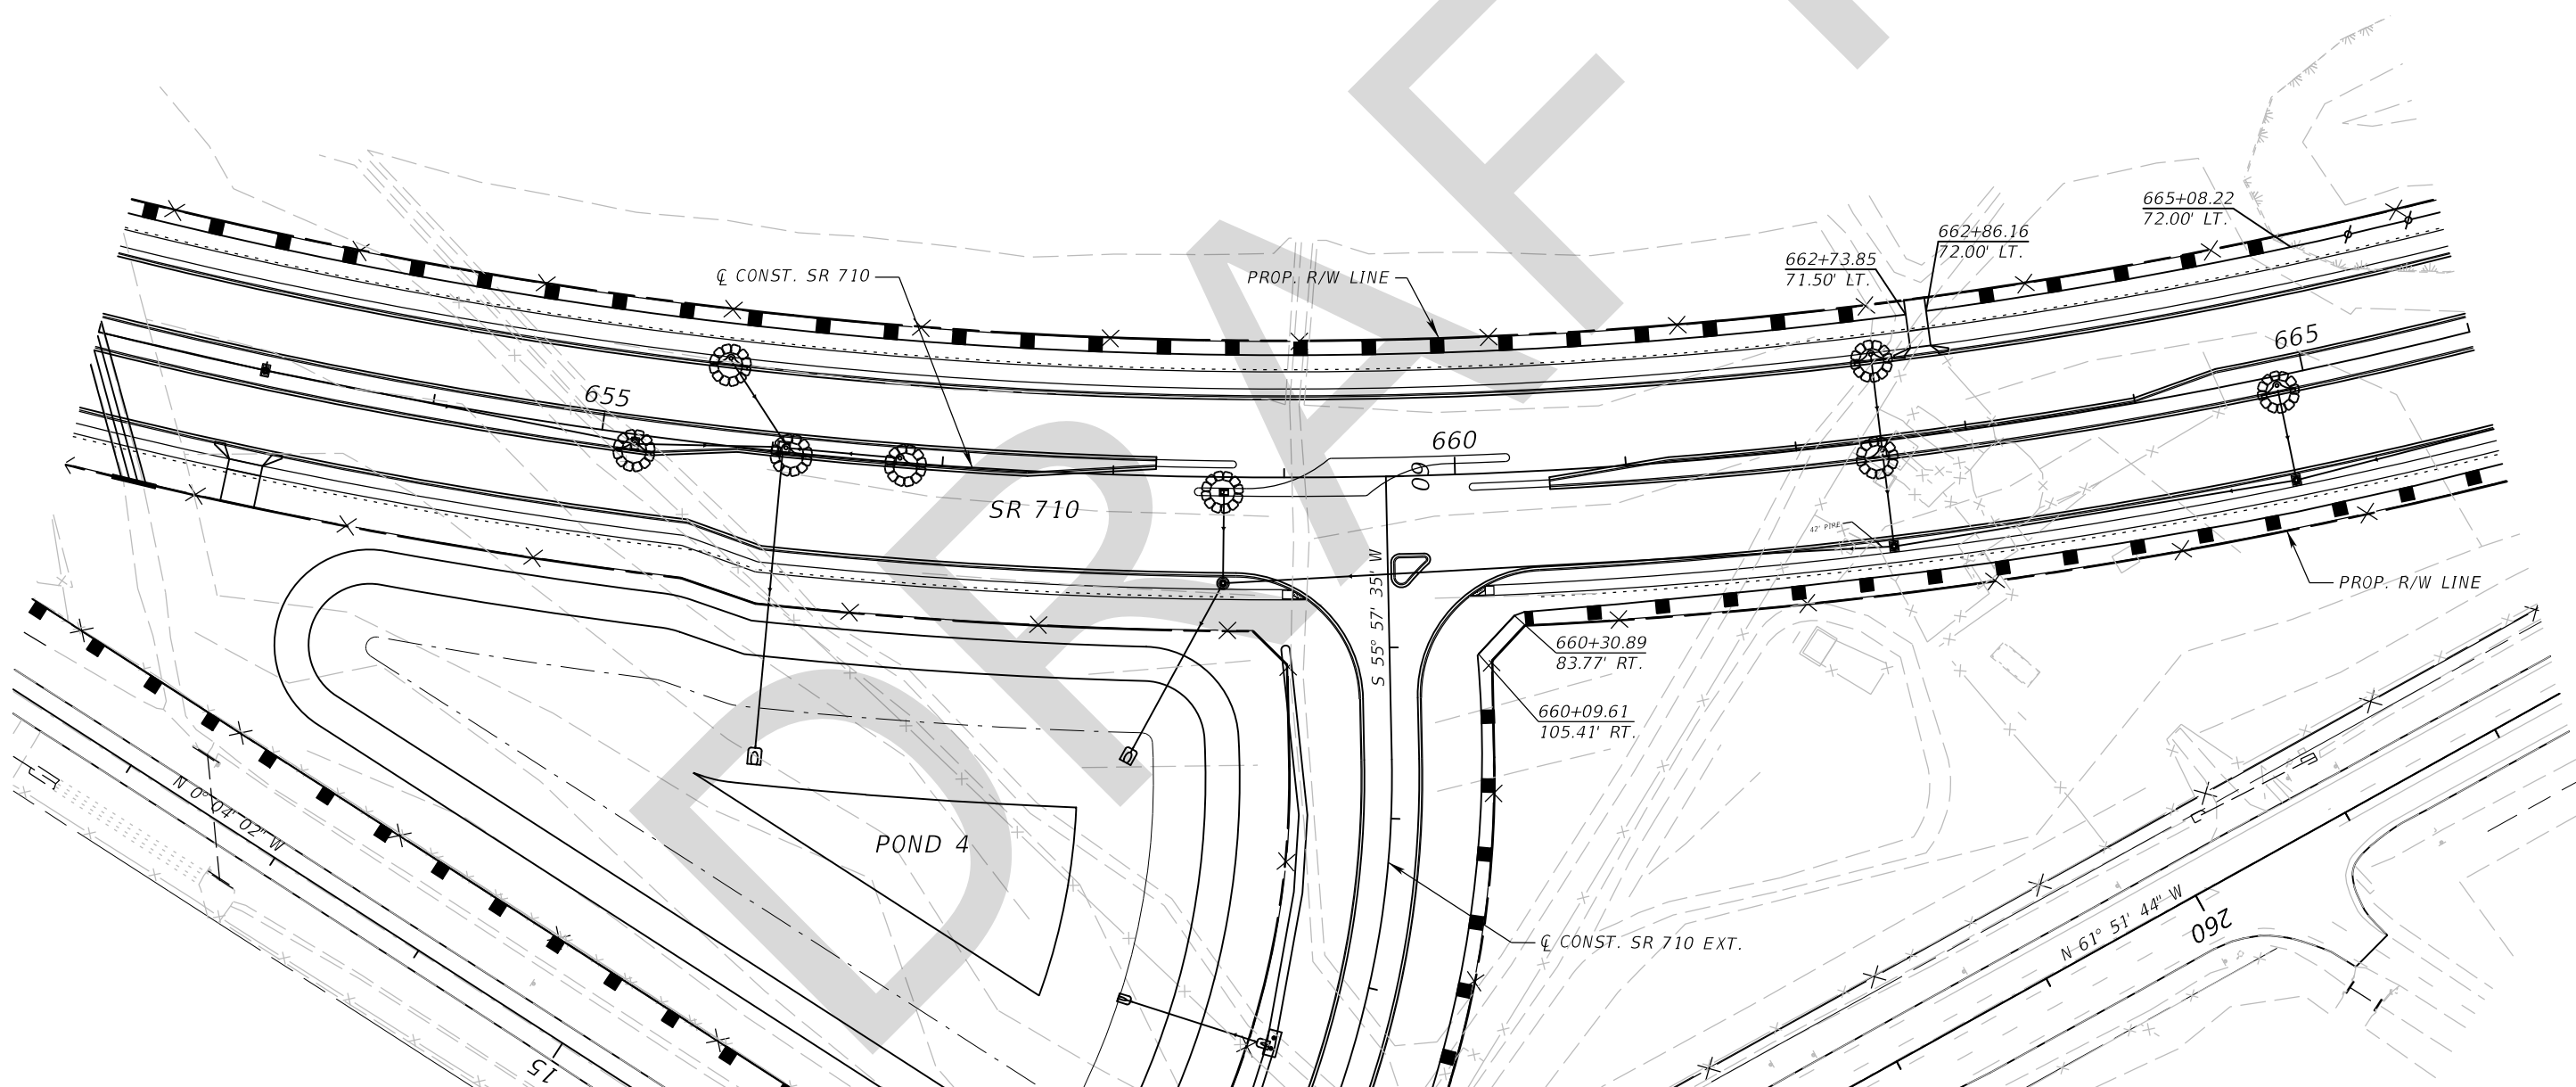 DRAFT
665+08.22
72.00' LT.
662+86.16
72.00' LT.
662+73.85
71.50' LT.
℄ CONST. SR 710
PROP. R/W LINE
665
655
660
SR 710
42' PIPE
S 55° 57' 35" W
PROP. R/W LINE
660+30.89
83.77' RT.
660+09.61
105.41' RT.
N 0° 04' 02" W
POND 4
℄ CONST. SR 710 EXT.
N 61° 51' 44" W
260
15